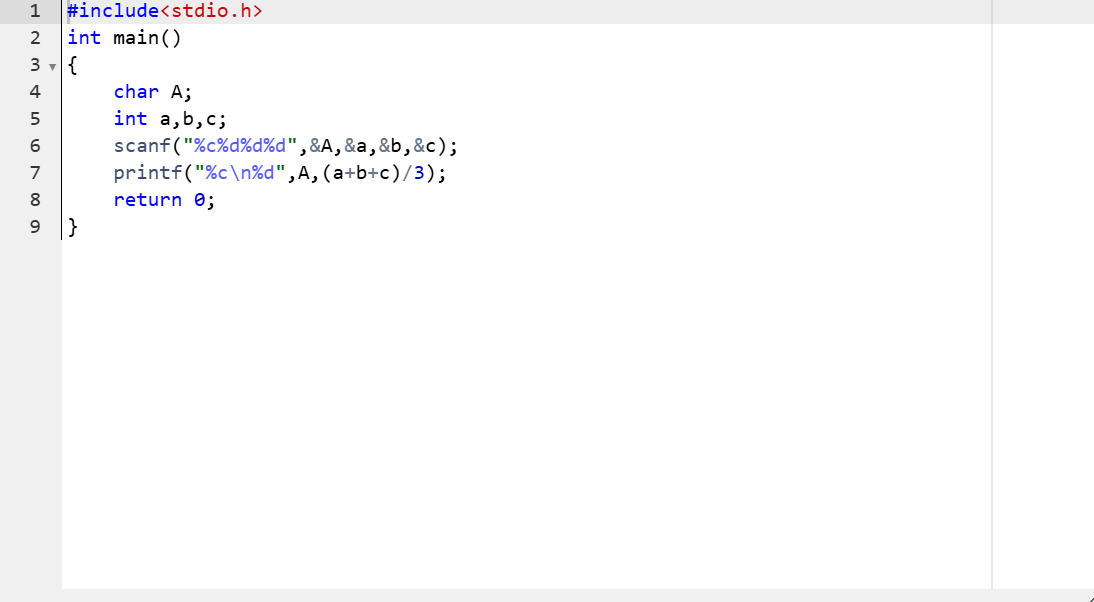 1 #include<stdio.h>
2 int main()
3 {
4     char A;
5     int a,b,c;
6     scanf("%c%d%d%d",&A,&a,&b,&c);
7     printf("%c\n%d",A,(a+b+c)/3);
8     return 0;
9 }